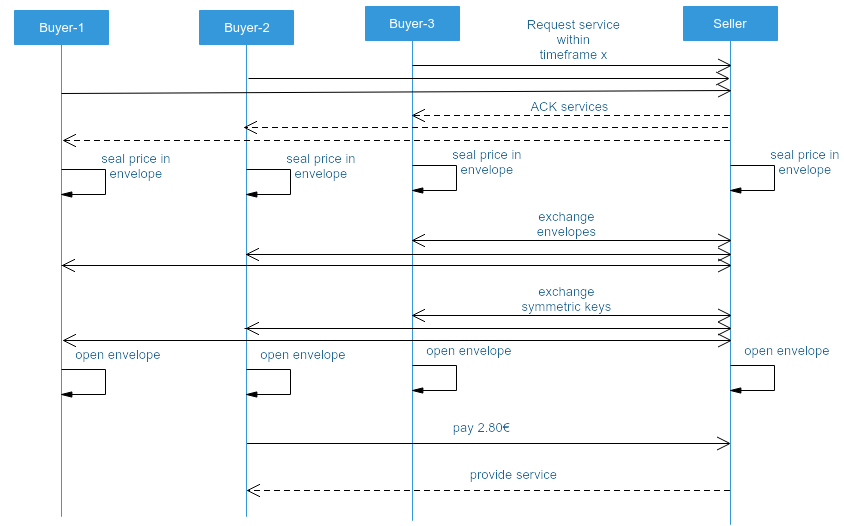 Buyer-1
Buyer-2
Buyer-3
Seller
Request service
within
timeframe x
ACK services
seal price in
envelope
seal price in
envelope
seal price in
envelope
seal price in
envelope
exchange
envelopes
exchange
symmetric keys
open envelope
open envelope
open envelope
open envelope
pay 2.80€
provide service